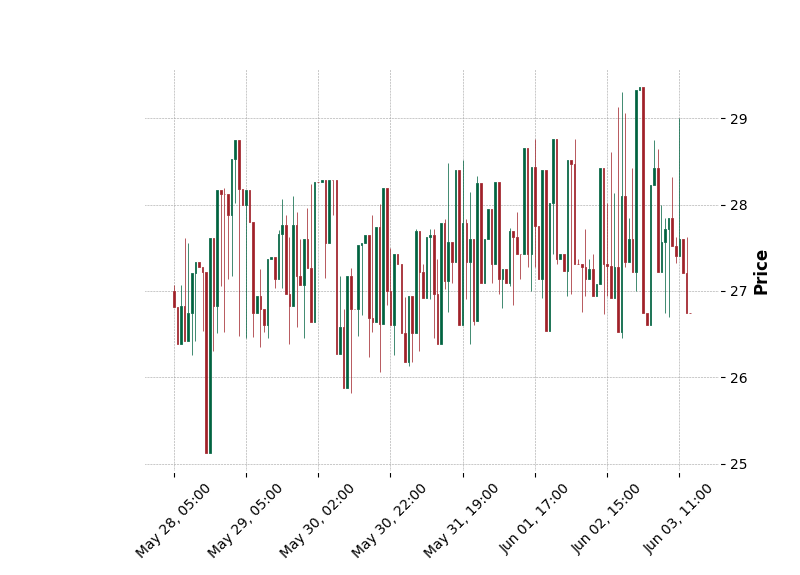 29
28
27
26
25
Price
May 28, 05:00
May 29, 05:00
May 30, 02:00
May 30, 22:00
May 31, 19:00
Jun 01, 17:00
Jun 02, 15:00
Jun 03, 11:00